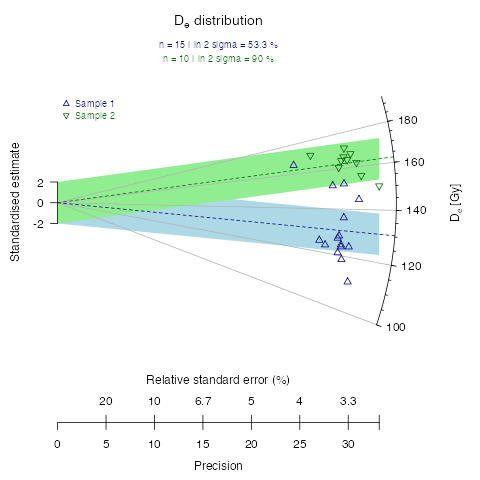 De distribution
n = 15 | in 2 sigma = 53.3 %
n = 10 | in 2 sigma = 90 %
Sample 1
Sample 2
180
160
140
120
100
De [Gy]
Standardised estimate
2
0
-2
Relative standard error (%)
20 10 6.7 5 4 3.3
0 5 10 15 20 25 30
Precision